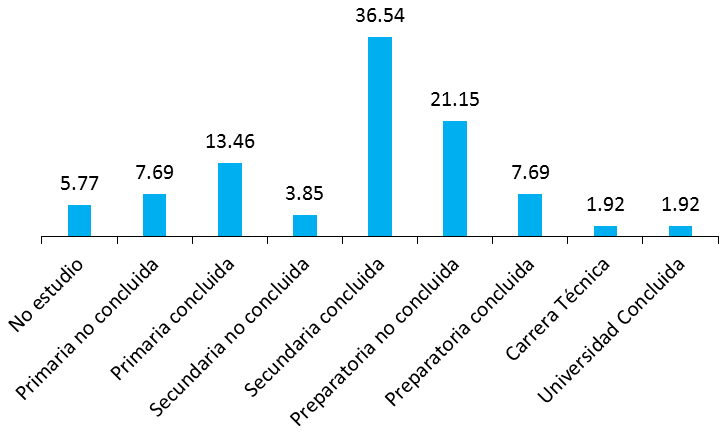 36.54
21.15
13.46
7.69
7.69
5.77
3.85
1.92
1.92
No estudio
Primaria no concluida
Primaria concluida
Secundaria no concluida
Secundaria concluida
Preparatoria no concluida
Preparatoria concluida
Carrera Técnica
Universidad Concluida